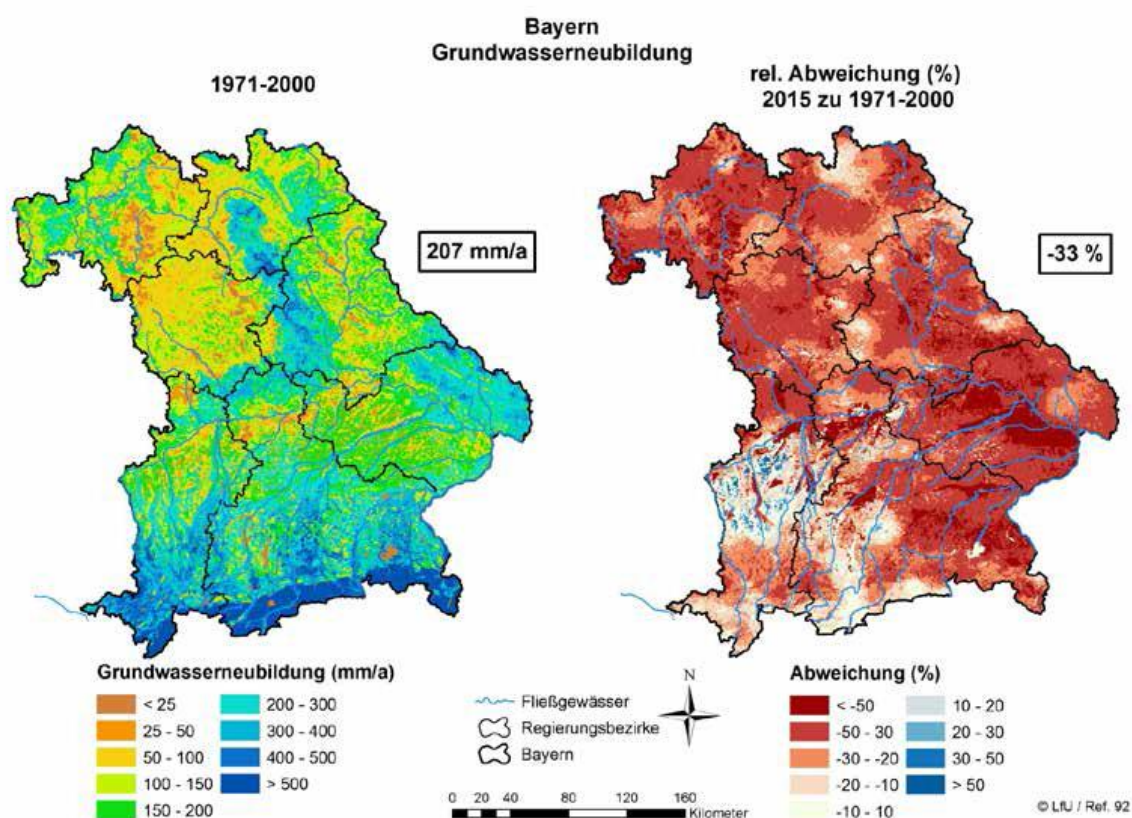 Bayern
Grundwasserneubildung
1971-2000
rel. Abweichung (%)
2015 zu 1971-2000
207 mm/a
-33 %
Grundwasserneubildung (mm/a)
< 25
25 - 50
50 - 100
100 - 150
150 - 200
200 - 300
300 - 400
400 - 500
> 500
Fließgewässer
Regierungsbezirke
Bayern
N
0 20 40 80 120 160
Kilometer
Abweichung (%)
< -50
-50 - 30
-30 - -20
-20 - -10
-10 - 10
10 - 20
20 - 30
30 - 50
> 50
© LfU / Ref. 92